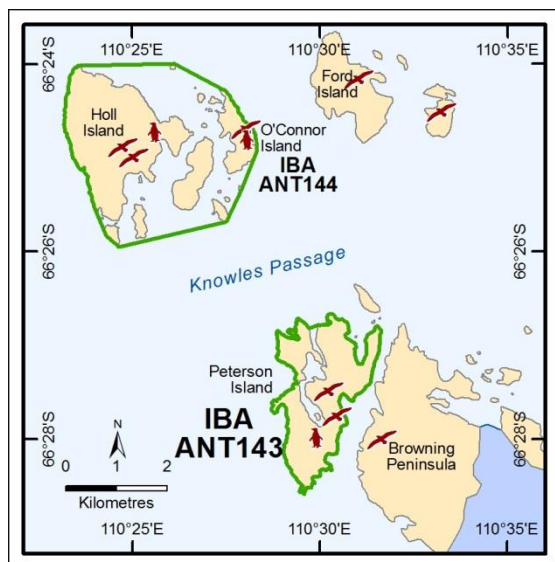 110°25'E 110°30'E 110°35'E
66°24'S
66°24'S
Holl
Island
Ford
Island
O'Connor
Island
IBA
ANT144
66°26'S
66°26'S
Knowles Passage
Peterson
Island
IBA
ANT143
Browning
Peninsula
66°28'S
66°28'S
N
0 1 2
Kilometres
110°25'E 110°30'E 110°35'E